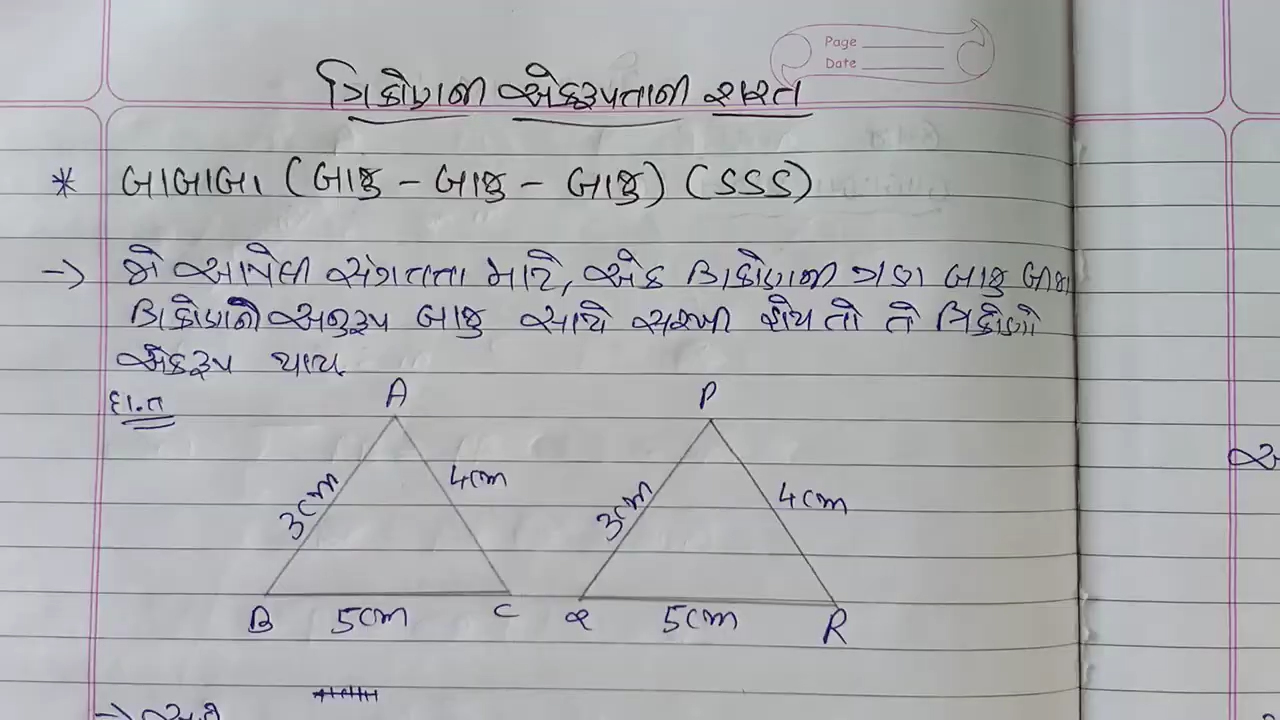 Page
Date
ત્રિકોણની એકરૂપતાની શરત
* બાબાબા (બાજુ - બાજુ - બાજુ) (SSS)
→ જો આપેલી સંગતતા માટે, એક ત્રિકોણની ત્રણ બાજુ બીજા
ત્રિકોણની અનુરૂપ બાજુ સાથે સરખી હોય તો તે ત્રિકોણો
એકરૂપ થાય
દા.ત
A P
3cm 4cm 3cm 4cm
B 5cm C Q 5cm R